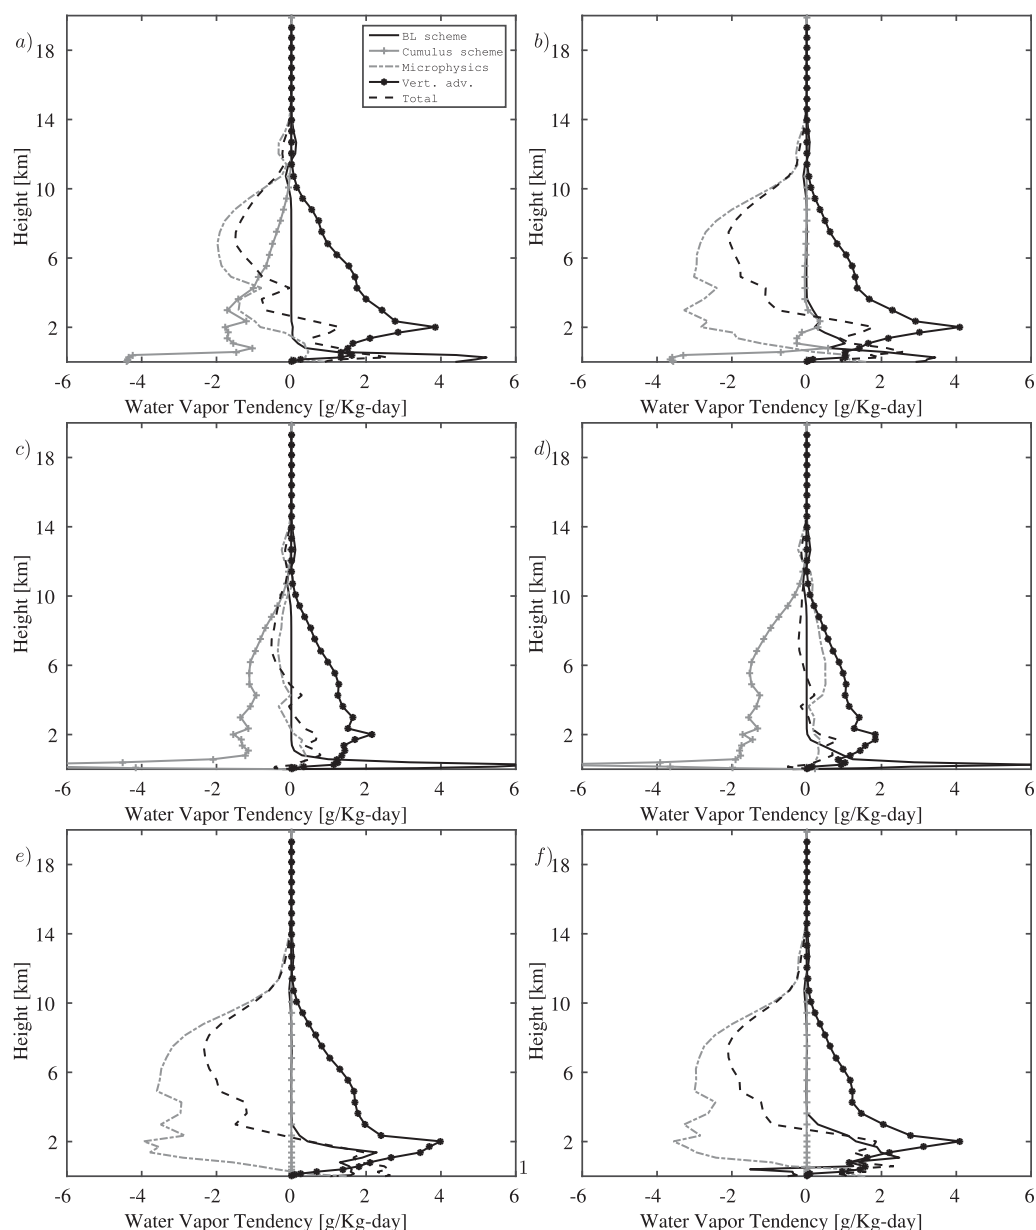 a)
18
14
10
6
2
Height [km]
BL scheme
Cumulus scheme
Microphysics
Vert. adv.
Total
-6 -4 -2 0 2 4 6
Water Vapor Tendency [g/Kg-day]
b)
18
14
10
6
2
Height [km]
-6 -4 -2 0 2 4 6
Water Vapor Tendency [g/Kg-day]
c)
18
14
10
6
2
Height [km]
-6 -4 -2 0 2 4 6
Water Vapor Tendency [g/Kg-day]
d)
18
14
10
6
2
Height [km]
-6 -4 -2 0 2 4 6
Water Vapor Tendency [g/Kg-day]
e)
18
14
10
6
2
Height [km]
-6 -4 -2 0 2 4 6
Water Vapor Tendency [g/Kg-day]
1
f)
18
14
10
6
2
Height [km]
-6 -4 -2 0 2 4 6
Water Vapor Tendency [g/Kg-day]